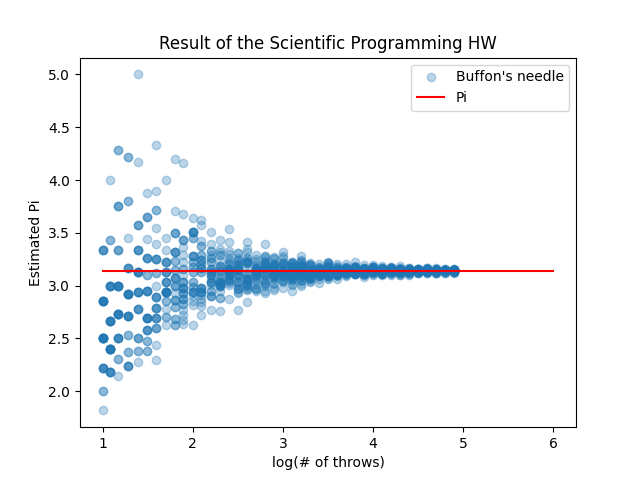 Result of the Scientific Programming HW
Buffon's needle
Pi
5.0
4.5
4.0
3.5
3.0
2.5
2.0
Estimated Pi
1
2
3
4
5
6
log(# of throws)